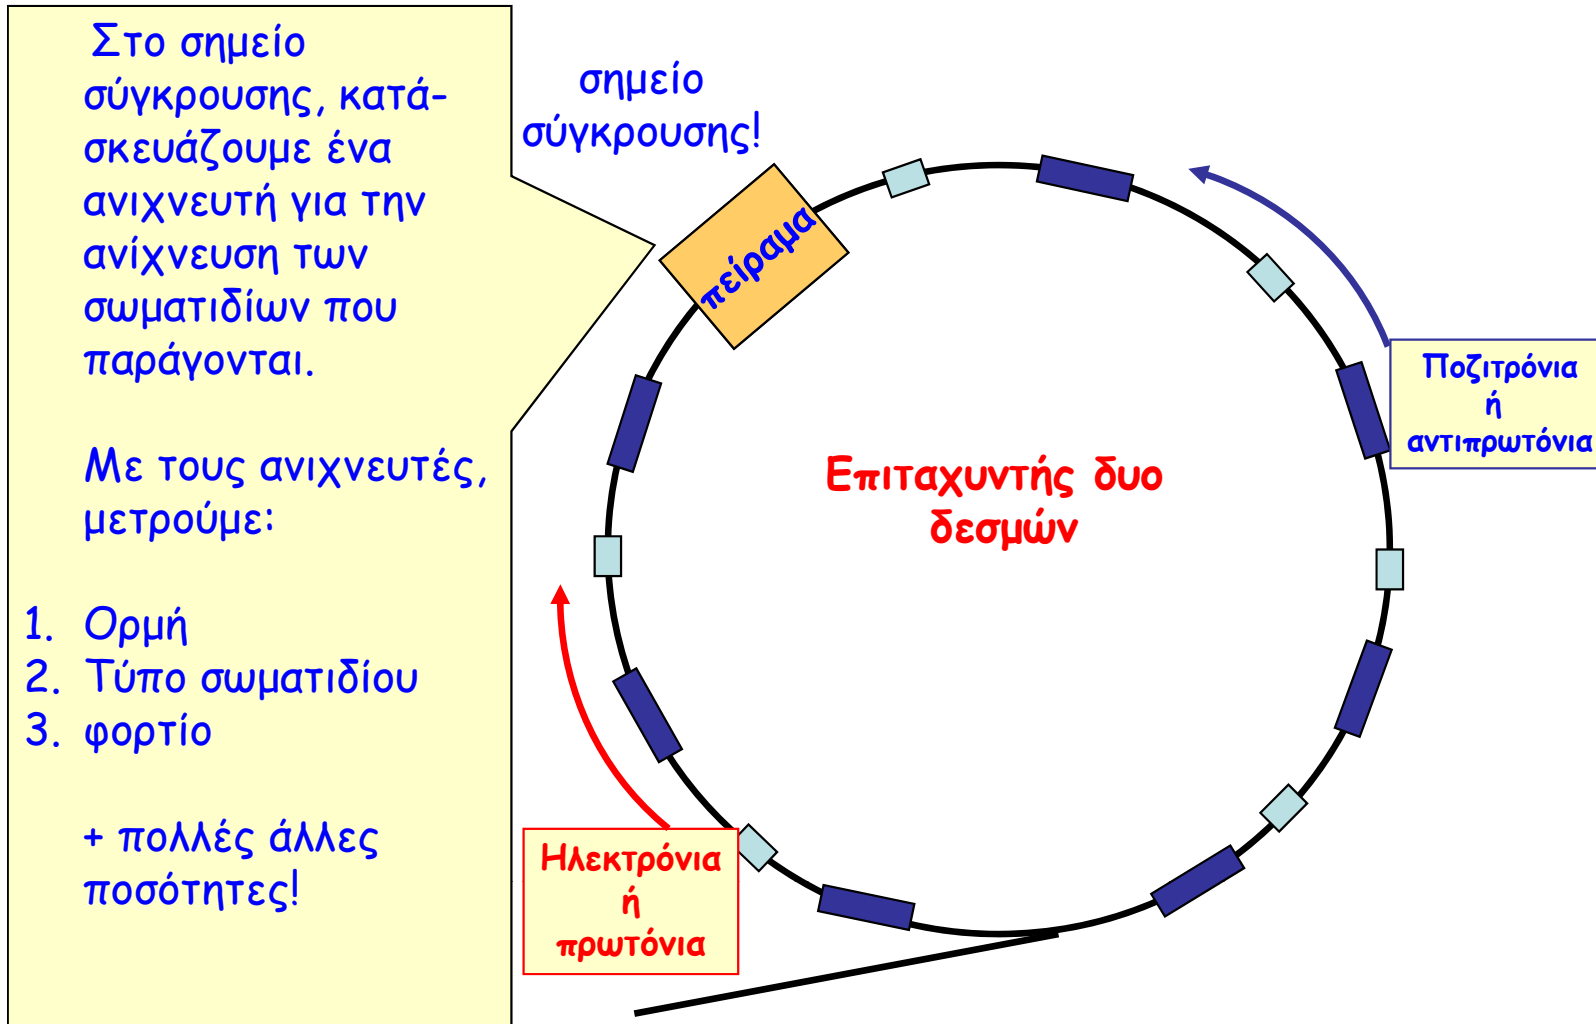 Στο σημείο
σύγκρουσης, κατά-
σκευάζουμε ένα
ανιχνευτή για την
ανίχνευση των
σωματιδίων που
παράγονται.
Με τους ανιχνευτές,
μετρούμε:
1. Ορμή
2. Τύπο σωματιδίου
3. φορτίο
+ πολλές άλλες
ποσότητες!
σημείο
σύγκρουσης!
πείραμα
Επιταχυντής δυο
δεσμών
Ποζιτρόνια
ή
αντιπρωτόνια
Ηλεκτρόνια
ή
πρωτόνια